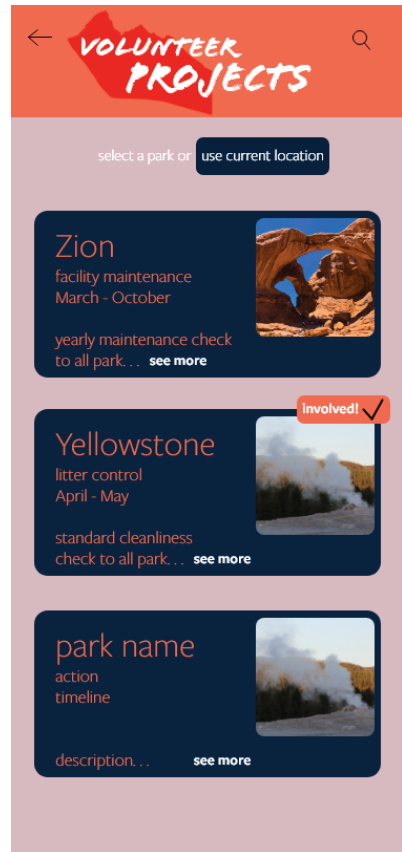 VOLUNTEER
PROJECTS
select a park or use current location
Zion
facility maintenance
March - October
yearly maintenance check
to all park. . . see more
involved!
Yellowstone
litter control
April - May
standard cleanliness
check to all park. . . see more
park name
action
timeline
description. . . see more